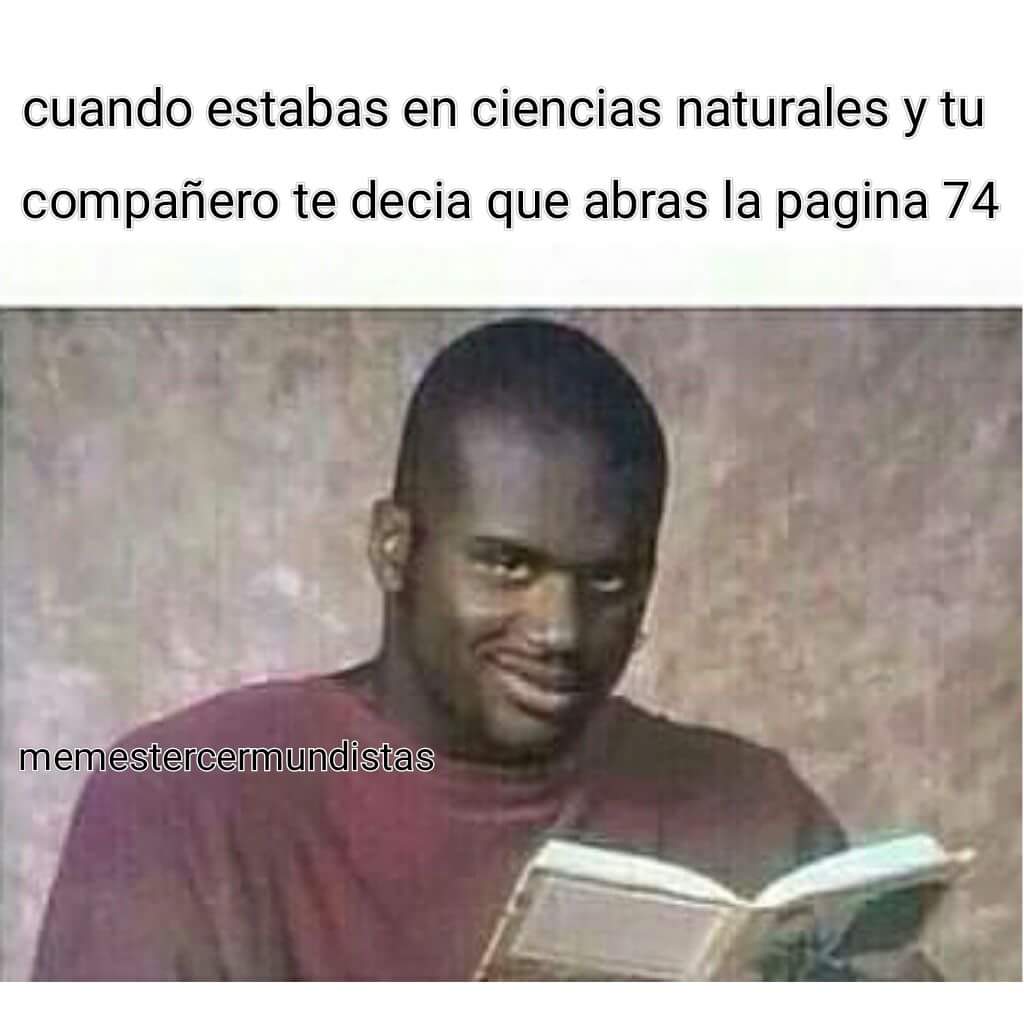 cuando estabas en ciencias naturales y tu
compañero te decia que abras la pagina 74
memestercermundistas